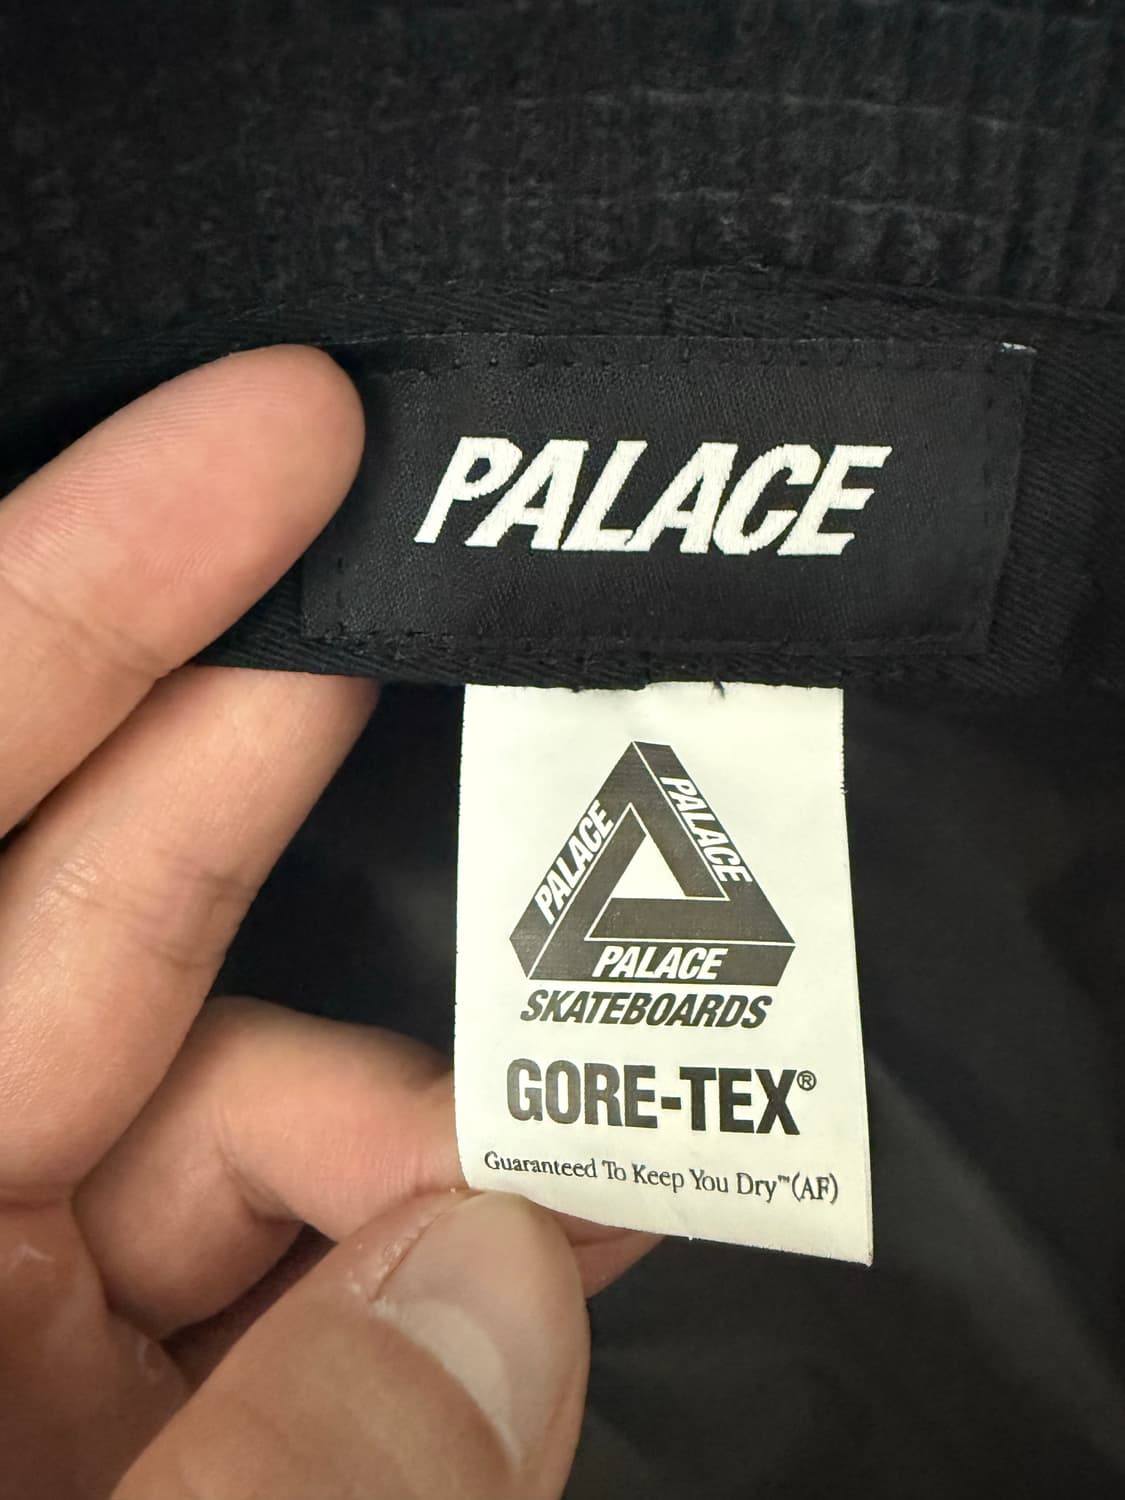 PALACE
PALACE
PALACE
PALACE
SKATEBOARDS
GORE-TEX®
Guaranteed To Keep You Dry™(AF)